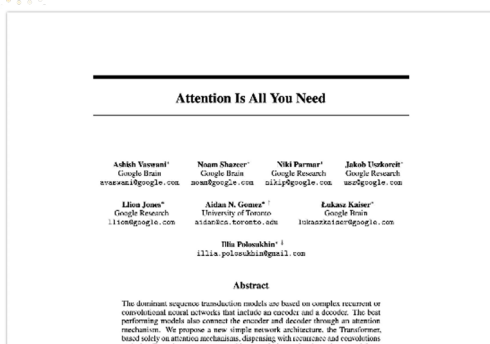 Attention Is All You Need
Ashish Vaswani* Noam Shazeer* Niki Parmar* Jakob Uszkoreit*
Google Brain Google Brain Google Research Google Research
avaswani@google.com noam@google.com nikip@google.com usz@google.com
Llion Jones* Aidan N. Gomez* † Łukasz Kaiser*
Google Research University of Toronto Google Brain
llion@google.com aidan@cs.toronto.edu lukaszkaiser@google.com
Illia Polosukhin* ‡
illia.polosukhin@gmail.com
Abstract
The dominant sequence transduction models are based on complex recurrent or
convolutional neural networks that include an encoder and a decoder. The best
performing models also connect the encoder and decoder through an attention
mechanism. We propose a new simple network architecture, the Transformer,
based solely on attention mechanisms, dispensing with recurrence and convolutions